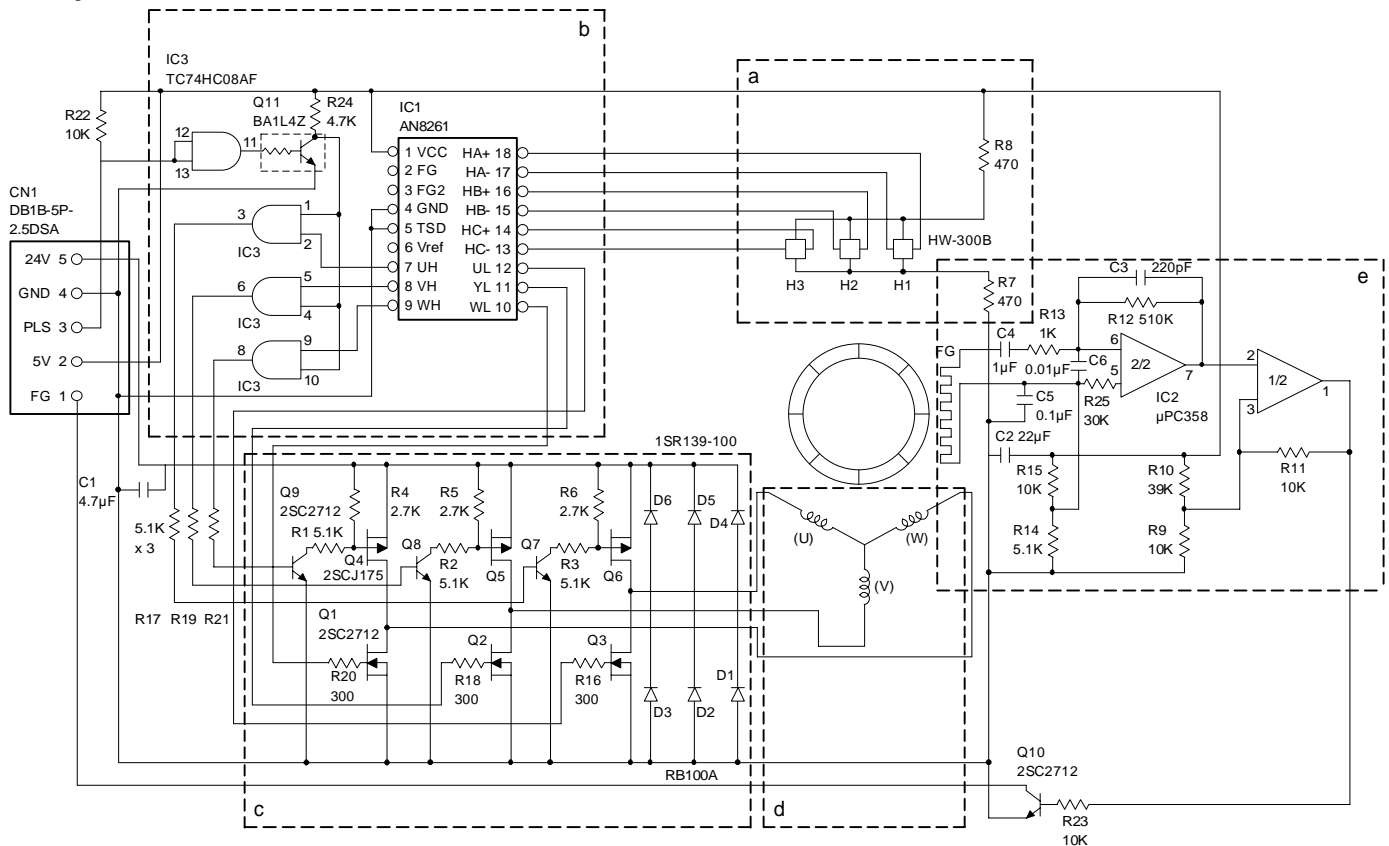 b
IC3
TC74HC08AF
a
R22
10K
Q11
BA1L4Z
R24
4.7K
IC1
AN8261
12
11
13
1 VCC
HA+ 18
2 FG
HA- 17
3 FG2
HB+ 16
4 GND
HB- 15
5 TSD
HC+ 14
6 Vref
HC- 13
7 UH
UL 12
8 VH
YL 11
9 WH
WL 10
R8
470
HW-300B
H3
H2
H1
R7
470
CN1
DB1B-5P-
2.5DSA
24V 5
GND 4
PLS 3
5V 2
FG 1
3
1
2
IC3
6
5
4
IC3
8
9
10
IC3
e
C3
220pF
R12 510K
R13
1K
C4
1µF
FG
C6
0.01µF
6
5
2/2
7
IC2
µPC358
R25
30K
C5
0.1µF
2
3
1/2
1
C2 22µF
R15
10K
R10
39K
R11
10K
R14
5.1K
R9
10K
1SR139-100
C1
4.7µF
5.1K
x 3
R17 R19 R21
Q9
2SC2712
R1 5.1K
R4
2.7K
Q4
2SCJ175
Q8
R5
2.7K
R2
5.1K
Q5
Q7
R6
2.7K
R3
5.1K
Q6
D6
D5
D4
Q1
2SC2712
R20
300
Q2
R18
300
Q3
R16
300
D3
D2
D1
RB100A
c
(U)
(W)
(V)
d
Q10
2SC2712
R23
10K